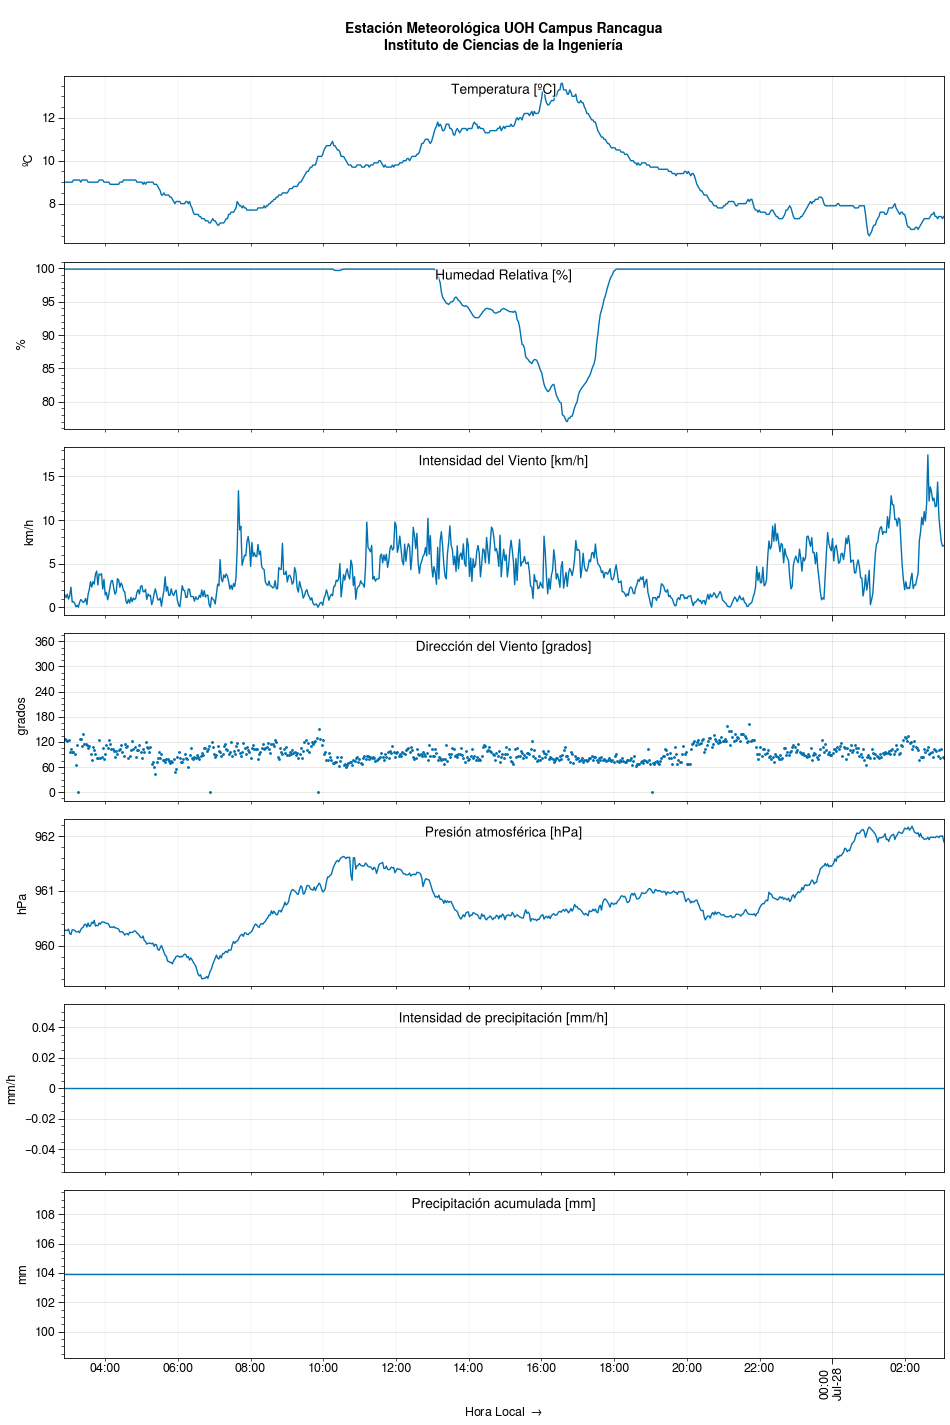 Estación Meteorológica UOH Campus Rancagua
Instituto de Ciencias de la Ingeniería
Temperatura [ºC]
12
10
8
ºC
Humedad Relativa [%]
100
95
90
85
80
%
Intensidad del Viento [km/h]
15
10
5
0
km/h
Dirección del Viento [grados]
360
300
240
180
120
60
0
grados
Presión atmosférica [hPa]
962
961
960
hPa
Intensidad de precipitación [mm/h]
0.04
0.02
0
−0.02
−0.04
mm/h
Precipitación acumulada [mm]
108
106
104
102
100
mm
04:00 06:00 08:00 10:00 12:00 14:00 16:00 18:00 20:00 22:00 00:00 02:00
Jul-28
Hora Local →